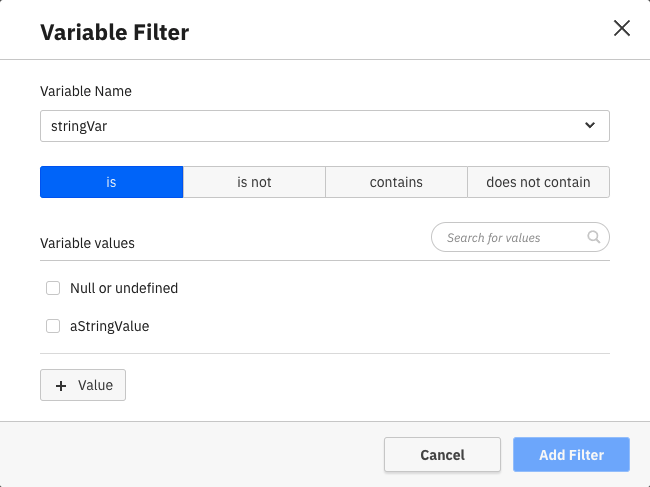 Variable Filter
Variable Name
stringVar
is is not contains does not contain
Variable values Search for values
Null or undefined
aStringValue
+ Value
Cancel Add Filter